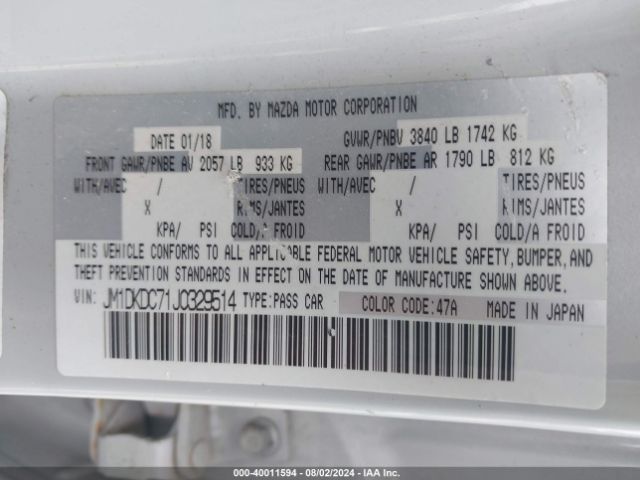 MFD. BY MAZDA MOTOR CORPORATION
DATE 01/18 GVWR/PNBV 3840 LB 1742 KG
FRONT GAWR/PNBE AV 2057 LB 933 KG REAR GAWR/PNBE AR 1790 LB 812 KG
WITH/AVEC / TIRES/PNEUS WITH/AVEC / TIRES/PNEUS
X RIMS/JANTES X RIMS/JANTES
KPA/ PSI COLD/A FROID KPA/ PSI COLD/A FROID
THIS VEHICLE CONFORMS TO ALL APPLICABLE FEDERAL MOTOR VEHICLE SAFETY, BUMPER, AND
THEFT PREVENTION STANDARDS IN EFFECT ON THE DATE OF MANUFACTURE SHOWN ABOVE.
VIN: JM1DKDC71J0329514 TYPE:PASS CAR COLOR CODE:47A MADE IN JAPAN
000-40011594 - 08/02/2024 - IAA Inc.